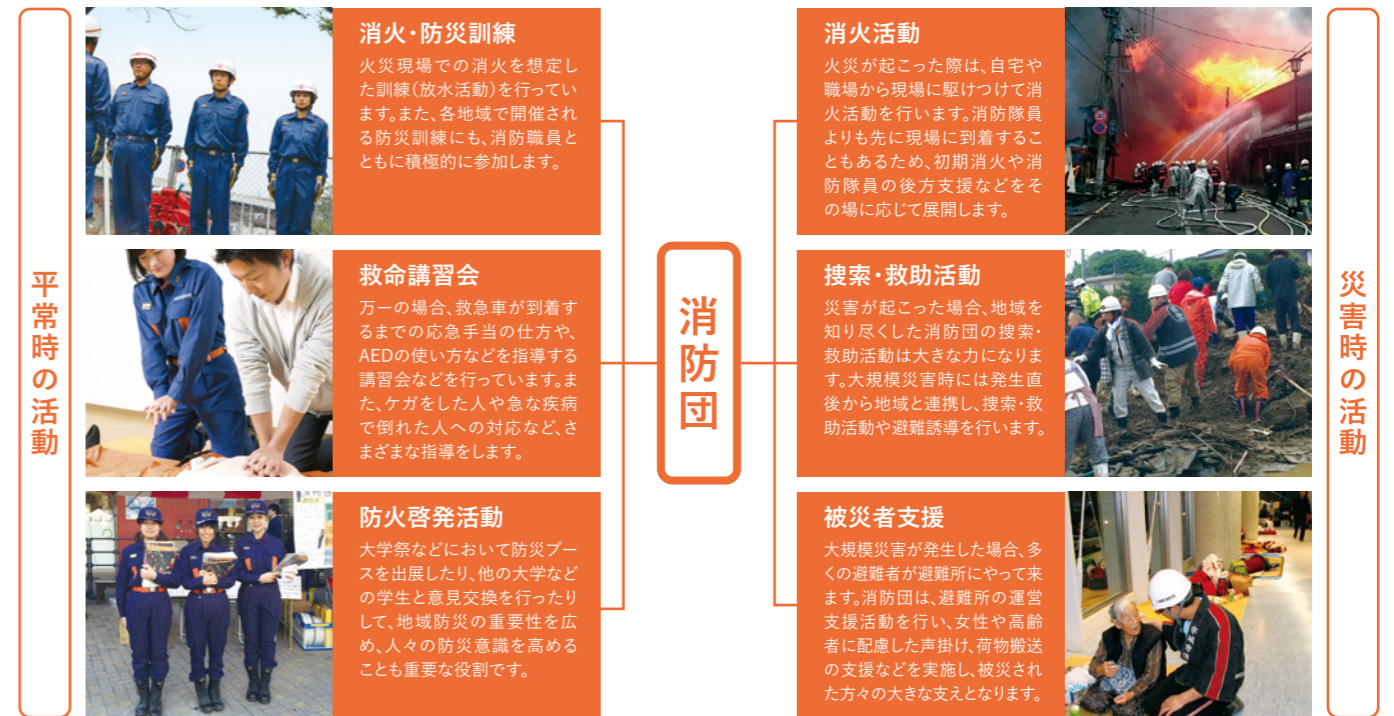 平常時の活動
消火・防災訓練
火災現場での消火を想定し
た訓練(放水活動)を行ってい
ます。また、各地域で開催され
る防災訓練にも、消防職員と
ともに積極的に参加します。
救命講習会
万一の場合、救急車が到着す
るまでの応急手当の仕方や、
AEDの使い方などを指導する
講習会などを行っています。ま
た、ケガをした人や急な疾病
で倒れた人への対応など、さ
まざまな指導をします。
防火啓発活動
大学祭などにおいて防災ブー
スを出展したり、他の大学など
の学生と意見交換を行ったり
して、地域防災の重要性を広
め、人々の防災意識を高める
ことも重要な役割です。
消防団
消火活動
火災が起こった際は、自宅や
職場から現場に駆けつけて消
火活動を行います。消防隊員
よりも先に現場に到着するこ
ともあるため、初期消火や消
防隊員の後方支援などをそ
の場に応じて展開します。
捜索・救助活動
災害が起こった場合、地域を
知り尽くした消防団の捜索・
救助活動は大きな力になりま
す。大規模災害時には発生直
後から地域と連携し、捜索・救
助活動や避難誘導を行います。
被災者支援
大規模災害が発生した場合、多
くの避難者が避難所にやって来
ます。消防団は、避難所の運営
支援活動を行い、女性や高齢
者に配慮した声掛け、荷物搬送
の支援などを実施し、被災され
た方々の大きな支えとなります。
災害時の活動